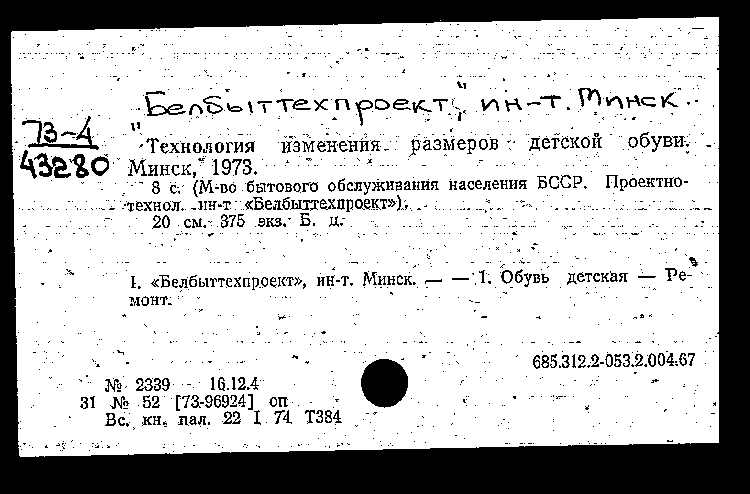 "Белбыттехпроект", ин-т. Минск.
73-4
43280
"Технология изменения размеров детской обуви.
Минск, 1973.
8 с. (М-во бытового обслуживания населения БССР. Проектно-
технол. ин-т «Белбыттехпроект»).
20 см. 375 экз. Б. ц.
I. «Белбыттехпроект», ин-т. Минск. — — 1. Обувь детская — Ре-
монт.
685.312.2-053.2.004.67
№ 2339 16.12.4
31 № 52 [73-96924] оп
Вс. кн. пал. 22 I 74 Т384